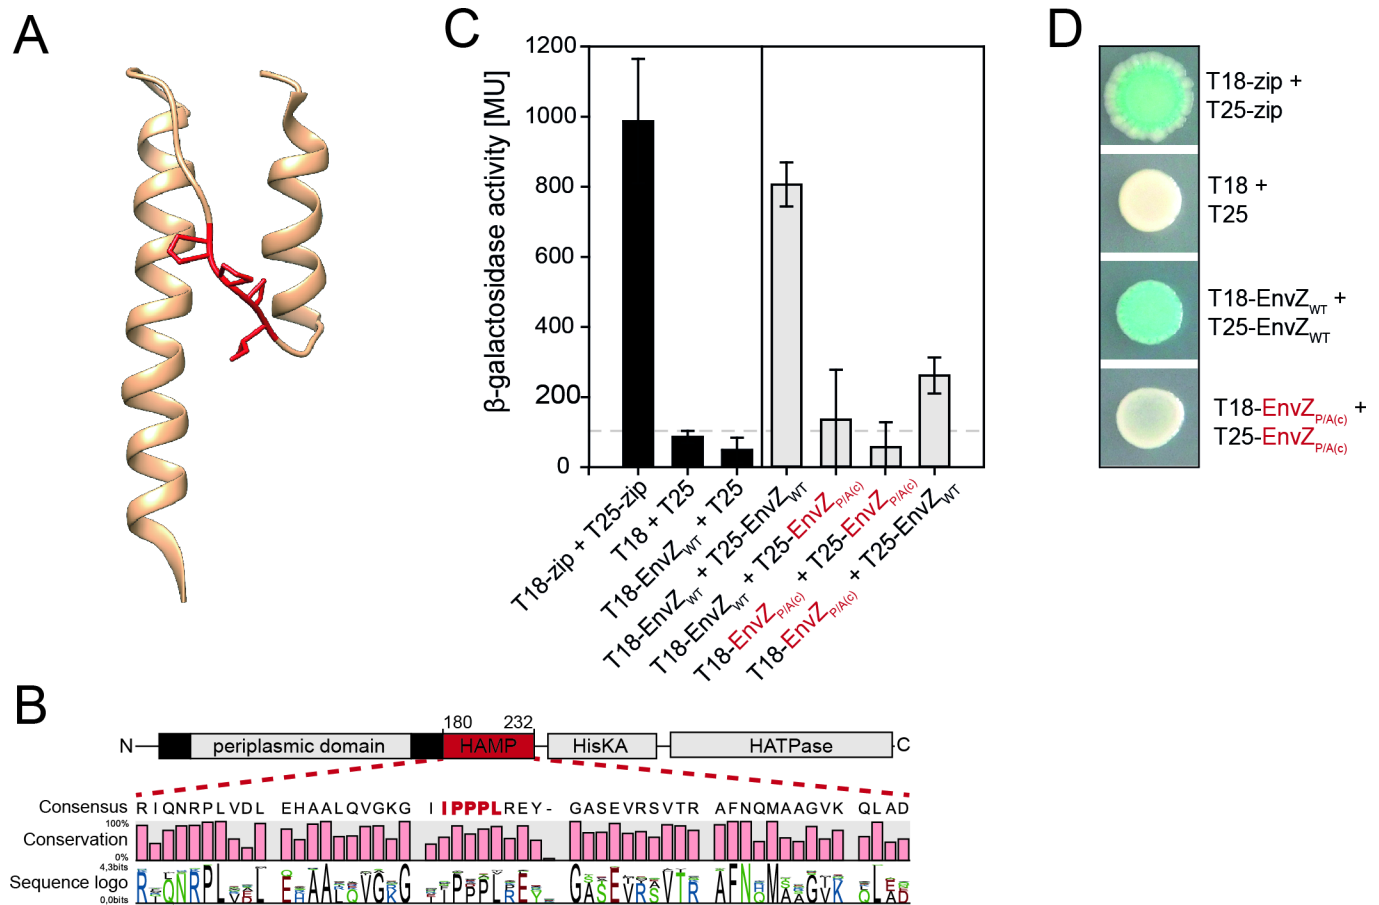 A
C
D
β-galactosidase activity [MU]
1200
1000
800
600
400
200
0
T18-zip + T25-zip
T18 + T25
T18-EnvZWT + T25
T18-EnvZWT + T25-EnvZWT
T18-EnvZWT + T25-EnvZP/A(c)
T18-EnvZP/A(c) + T25-EnvZP/A(c)
T18-EnvZP/A(c) + T25-EnvZWT
T18-zip +
T25-zip
T18 +
T25
T18-EnvZWT +
T25-EnvZWT
T18-EnvZP/A(c) +
T25-EnvZP/A(c)
B
180 232
N periplasmic domain HAMP HisKA HATPase C
Consensus RIQNRPLVDL EHAALQVGKG IIPPPLREY- GASEVRSVTR AFNQMAAGVK QLAD
Conservation 100%
0%
4,3bits
Sequence logo
0,0bits